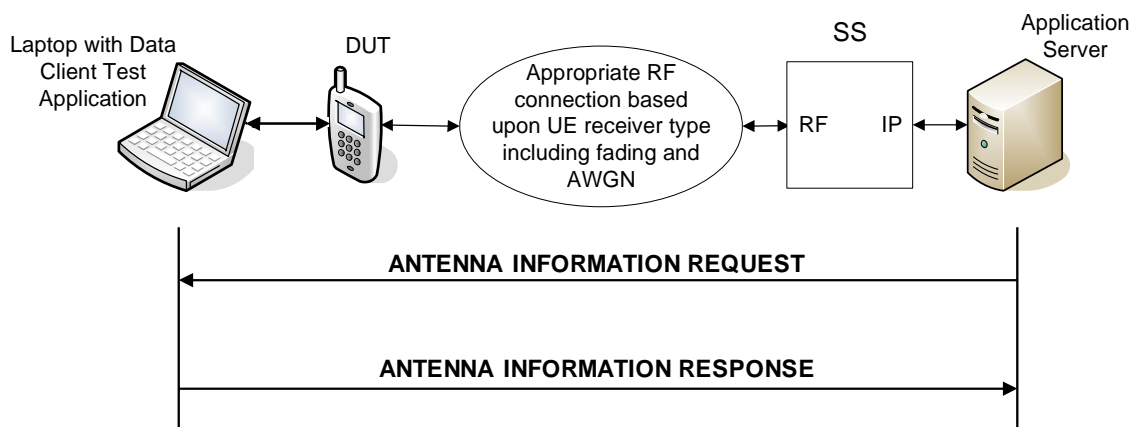 Laptop with Data
Client Test
Application
DUT
Appropriate RF
connection based
upon UE receiver type
including fading and
AWGN
SS
RF
IP
Application
Server
ANTENNA INFORMATION REQUEST
ANTENNA INFORMATION RESPONSE